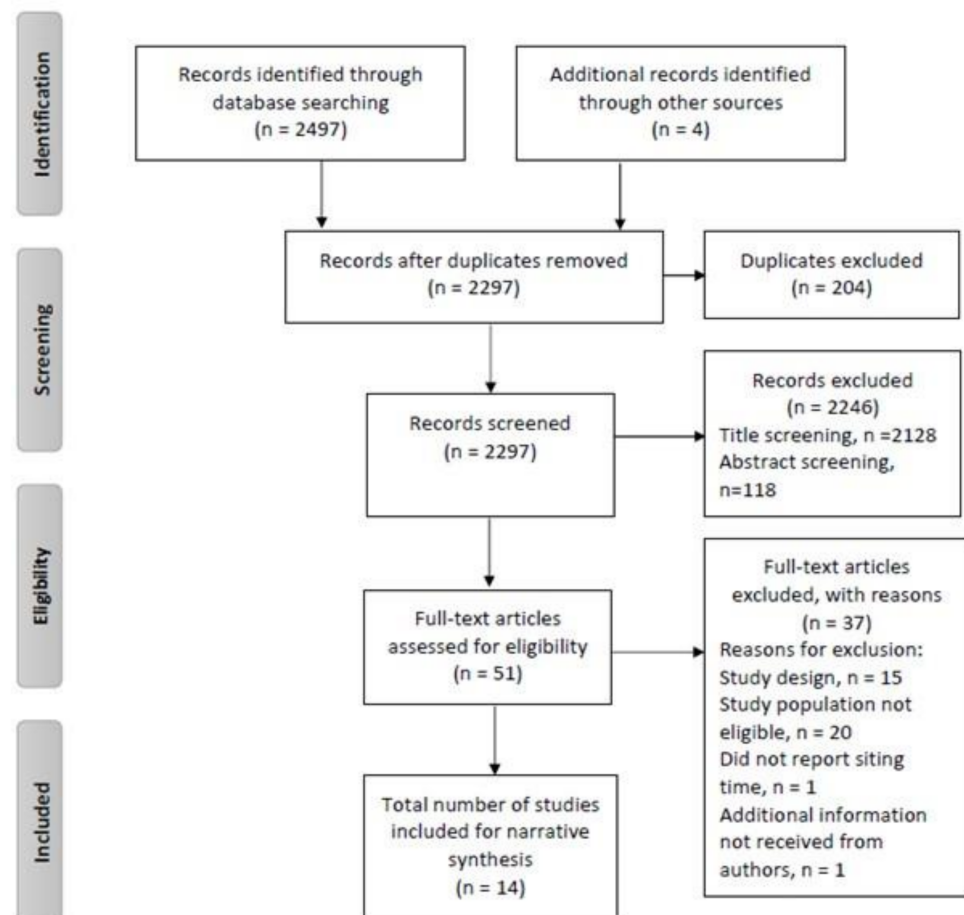 Identification
Records identified through
database searching
(n = 2497)
Additional records identified
through other sources
(n = 4)
Screening
Records after duplicates removed
(n = 2297)
Duplicates excluded
(n = 204)
Records screened
(n = 2297)
Records excluded
(n = 2246)
Title screening, n =2128
Abstract screening,
n=118
Eligibility
Full-text articles
assessed for eligibility
(n = 51)
Full-text articles
excluded, with reasons
(n = 37)
Reasons for exclusion:
Study design, n = 15
Study population not
eligible, n = 20
Did not report siting
time, n = 1
Additional information
not received from
authors, n = 1
Included
Total number of studies
included for narrative
synthesis
(n = 14)